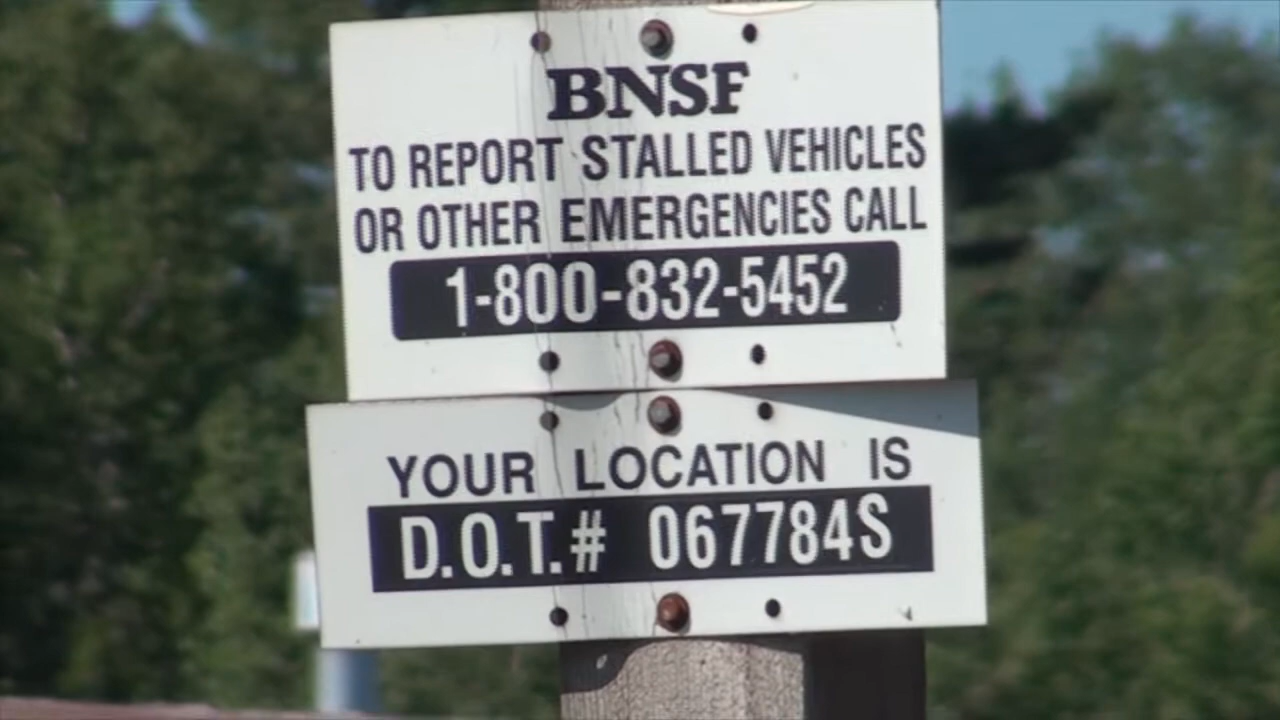 BNSF
TO REPORT STALLED VEHICLES
OR OTHER EMERGENCIES CALL
1-800-832-5452
YOUR LOCATION IS
D.O.T.# 067784S